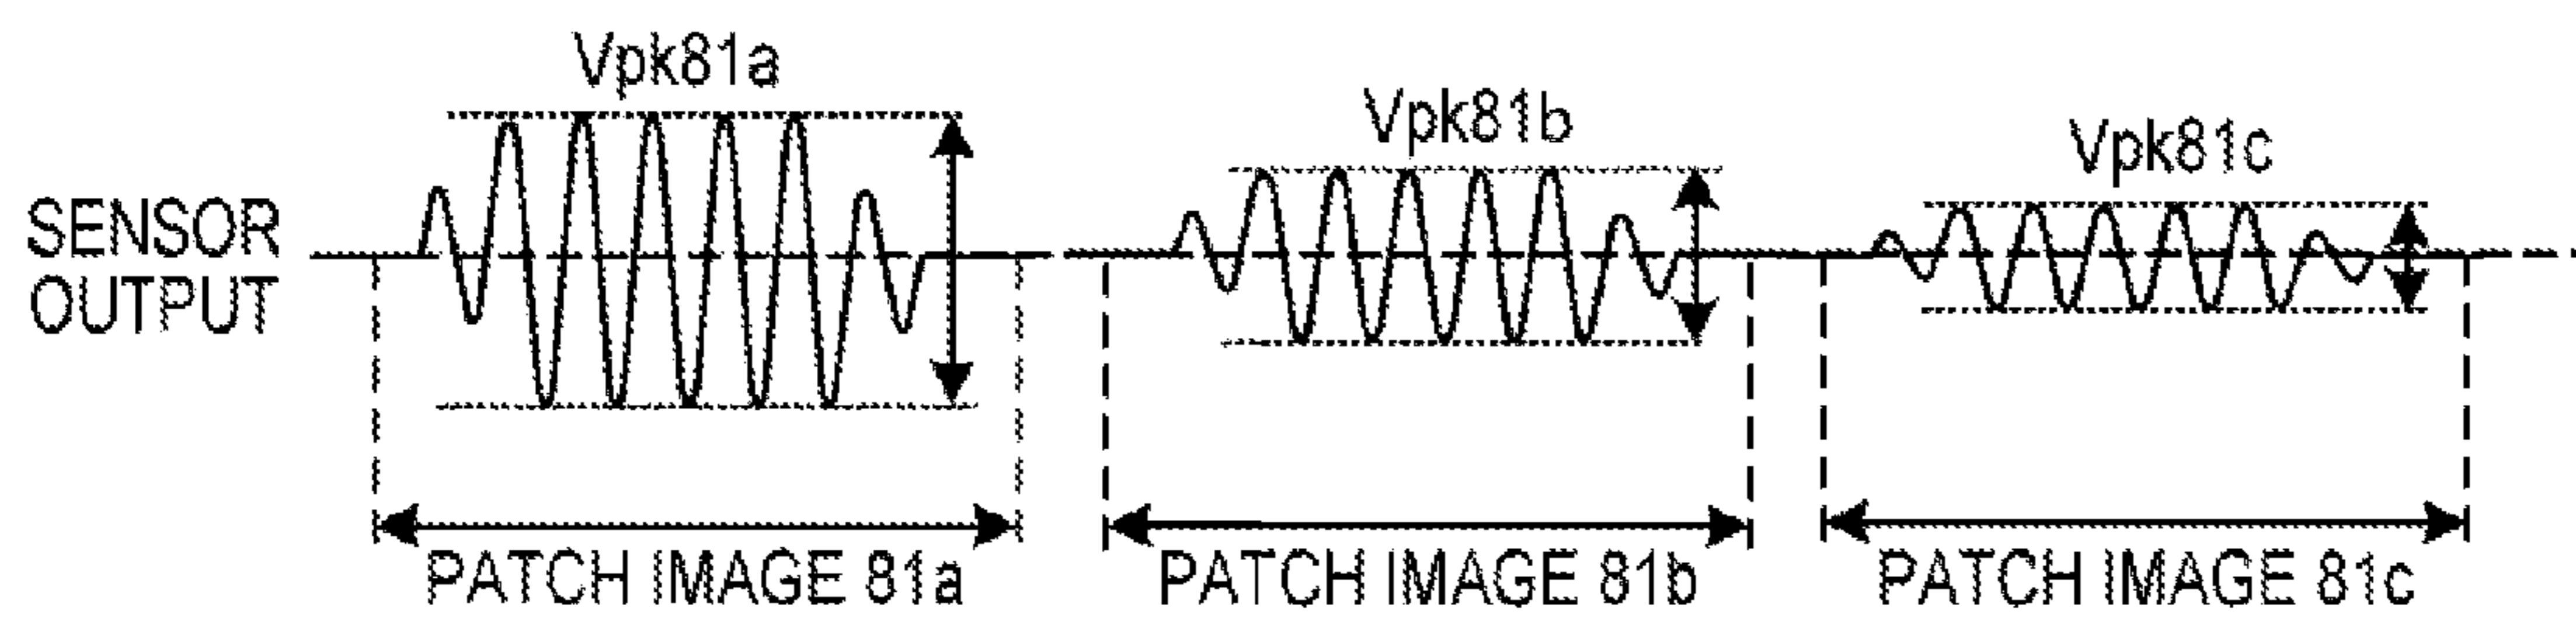 Vpk81a
Vpk81b
Vpk81c
SENSOR
OUTPUT
PATCH IMAGE 81a
PATCH IMAGE 81b
PATCH IMAGE 81c